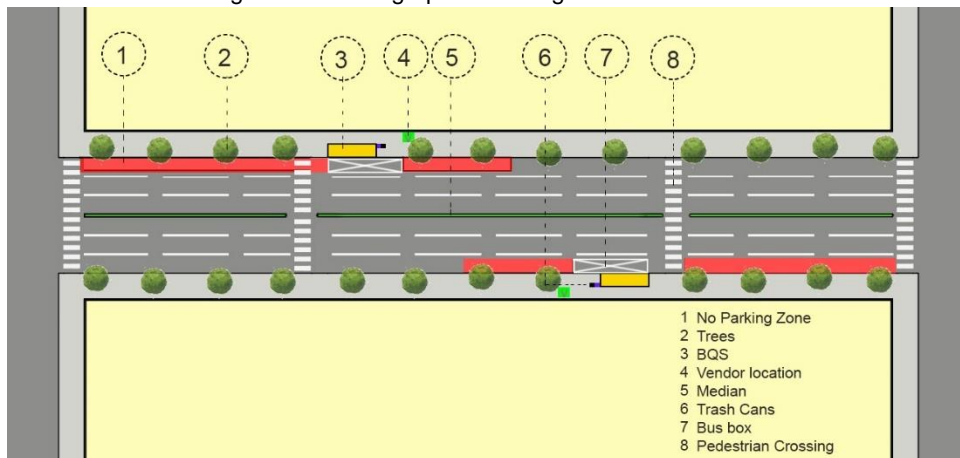 1 2 3 4 5 6 7 8
1 No Parking Zone
2 Trees
3 BQS
4 Vendor location
5 Median
6 Trash Cans
7 Bus box
8 Pedestrian Crossing